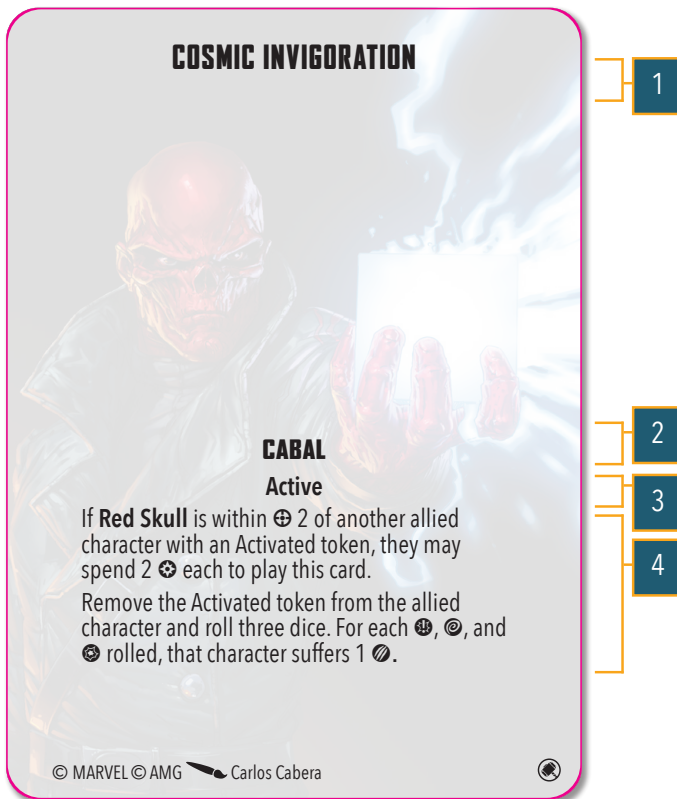 COSMIC INVIGORATION
1
CABAL
2
Active
3
If Red Skull is within 2 of another allied
character with an Activated token, they may
spend 2 each to play this card.
4
Remove the Activated token from the allied
character and roll three dice. For each , , and
rolled, that character suffers 1 .
© MARVEL © AMG Carlos Cabera